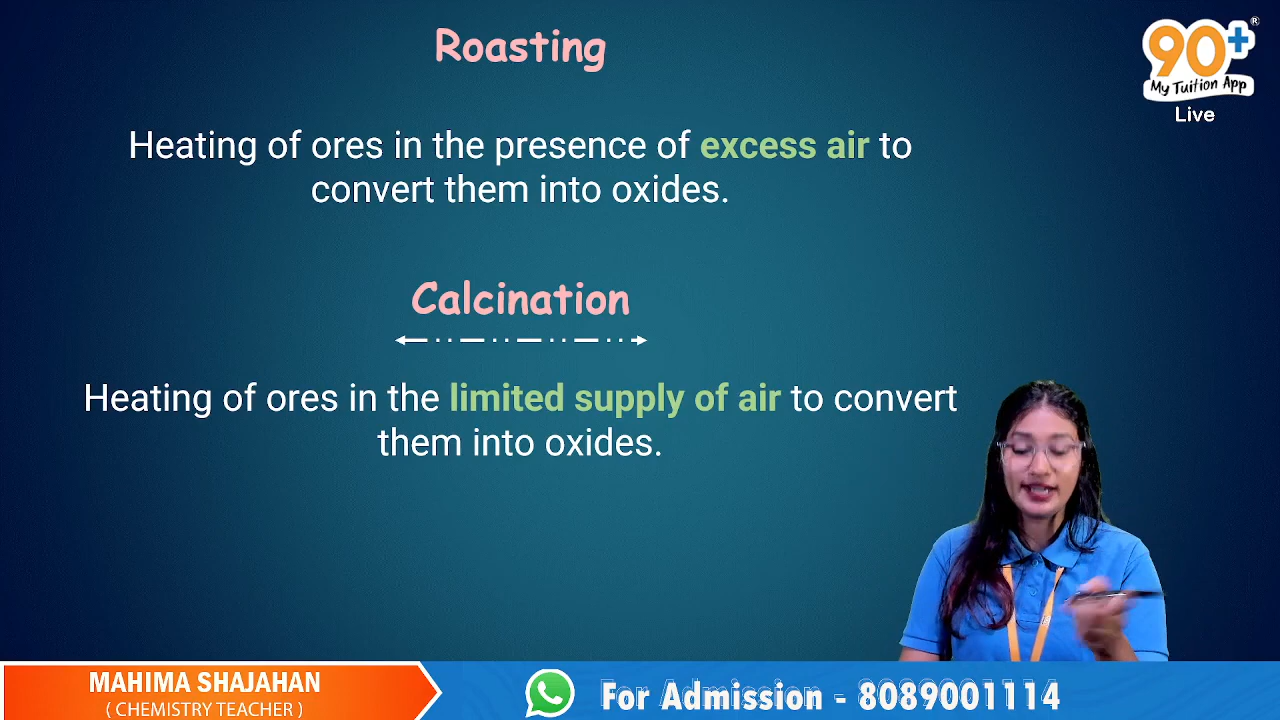 Roasting
Heating of ores in the presence of excess air to
convert them into oxides.
Calcination
Heating of ores in the limited supply of air to convert
them into oxides.
90+
®
My Tuition App
Live
MAHIMA SHAJAHAN
( CHEMISTRY TEACHER )
For Admission - 8089001114